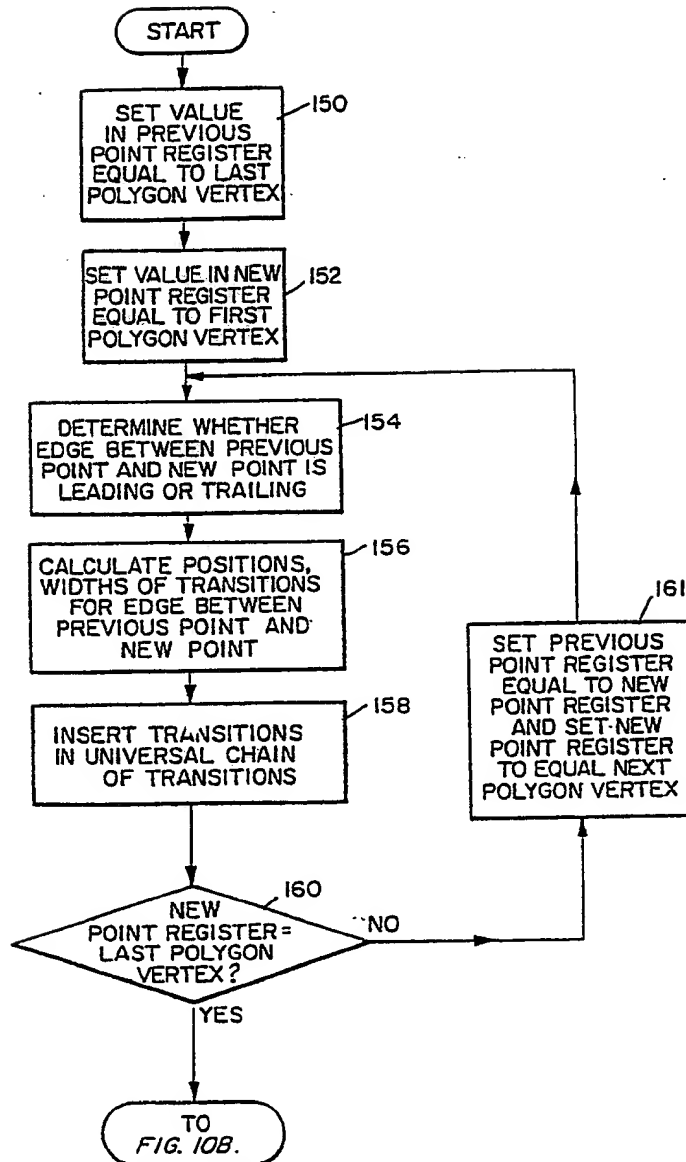 START
SET VALUE
IN PREVIOUS
POINT REGISTER
EQUAL TO LAST
POLYGON VERTEX
150
SET VALUE IN NEW
POINT REGISTER
EQUAL TO FIRST
POLYGON VERTEX
152
DETERMINE WHETHER
EDGE BETWEEN PREVIOUS
POINT AND NEW POINT IS
LEADING OR TRAILING
154
CALCULATE POSITIONS,
WIDTHS OF TRANSITIONS
FOR EDGE BETWEEN
PREVIOUS POINT AND
NEW POINT
156
INSERT TRANSITIONS
IN UNIVERSAL CHAIN
OF TRANSITIONS
158
NEW
POINT REGISTER =
LAST POLYGON
VERTEX?
160
NO
YES
161
SET PREVIOUS
POINT REGISTER
EQUAL TO NEW
POINT REGISTER
AND SET NEW
POINT REGISTER
TO EQUAL NEXT
POLYGON VERTEX
TO
FIG. 10B.